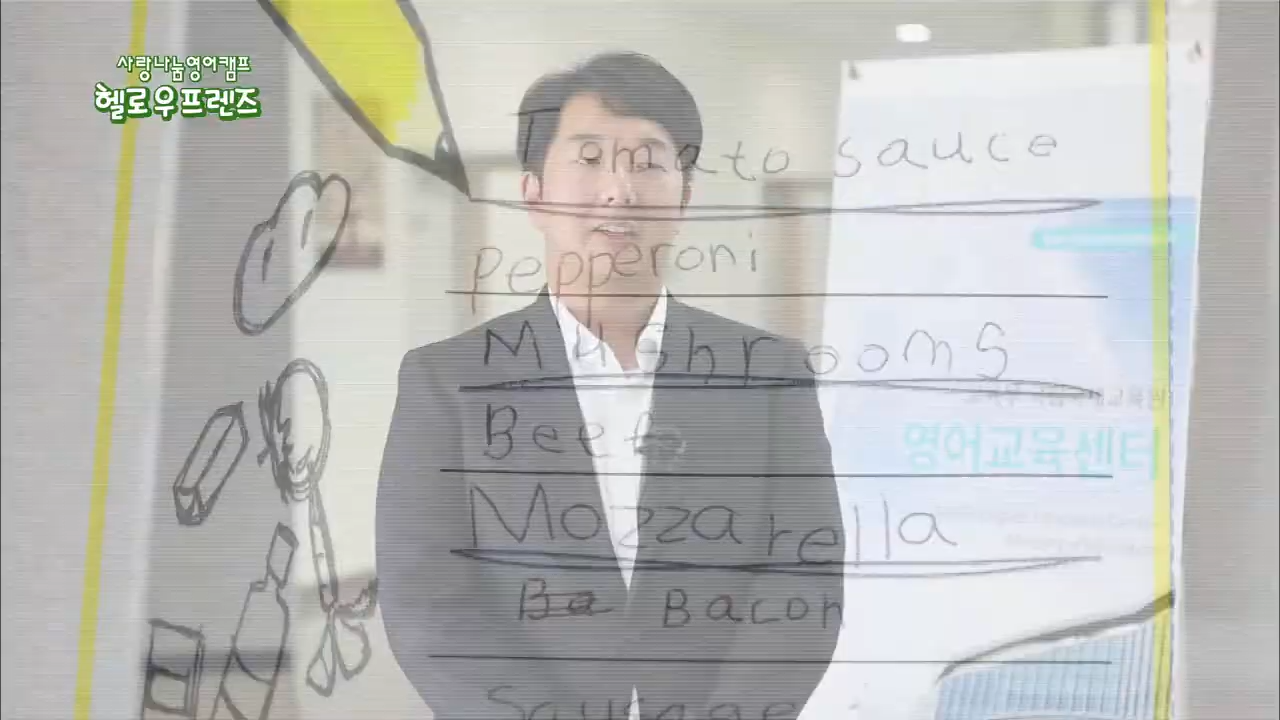 사랑나눔영어캠프
헬로우프렌즈
Tomato sauce
pepperoni
Mushrooms
Beef
Mozzarella
Ba Bacon
Sausage
영어교육센터